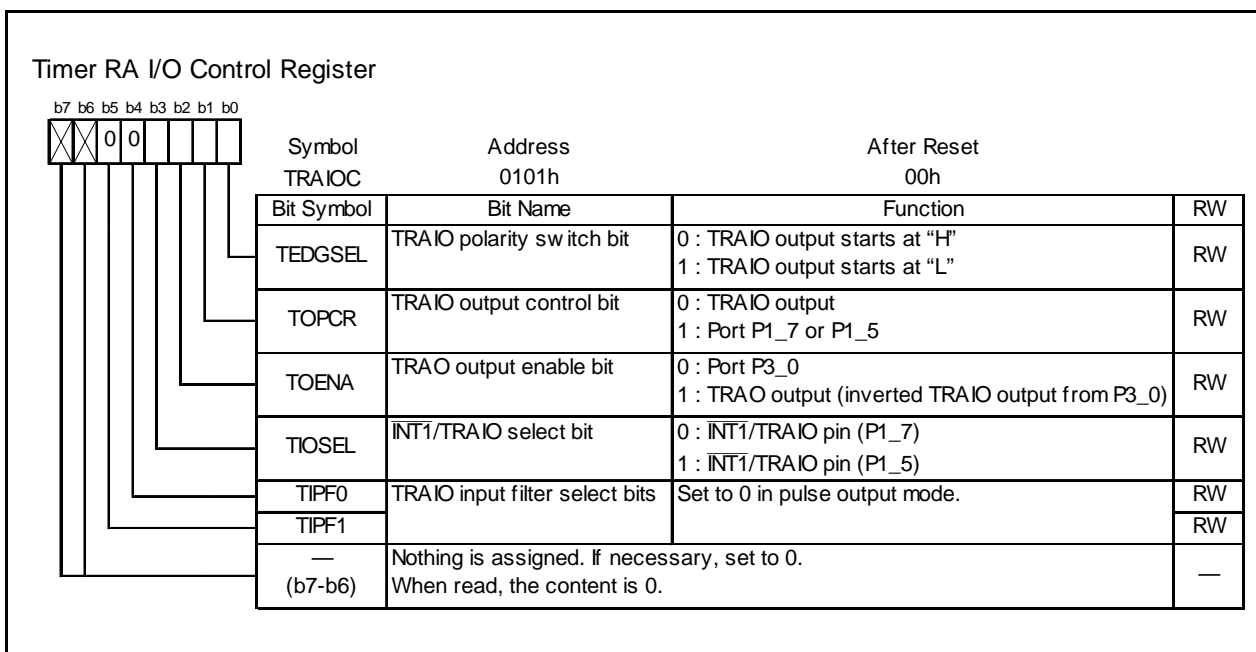 Timer RA I/O Control Register
b7 b6 b5 b4 b3 b2 b1 b0
0 0
Symbol Address After Reset
TRAIOC 0101h 00h
Bit Symbol Bit Name Function RW
TEDGSEL TRAIO polarity switch bit 0 : TRAIO output starts at “H” RW
1 : TRAIO output starts at “L”
TOPCR TRAIO output control bit 0 : TRAIO output RW
1 : Port P1_7 or P1_5
TOENA TRAO output enable bit 0 : Port P3_0 RW
1 : TRAO output (inverted TRAIO output from P3_0)
TIOSEL I̅N̅T̅1̅/TRAIO select bit 0 : I̅N̅T̅1̅/TRAIO pin (P1_7) RW
1 : I̅N̅T̅1̅/TRAIO pin (P1_5)
TIPF0 TRAIO input filter select bits Set to 0 in pulse output mode. RW
TIPF1 RW
— Nothing is assigned. If necessary, set to 0. —
(b7-b6) When read, the content is 0.